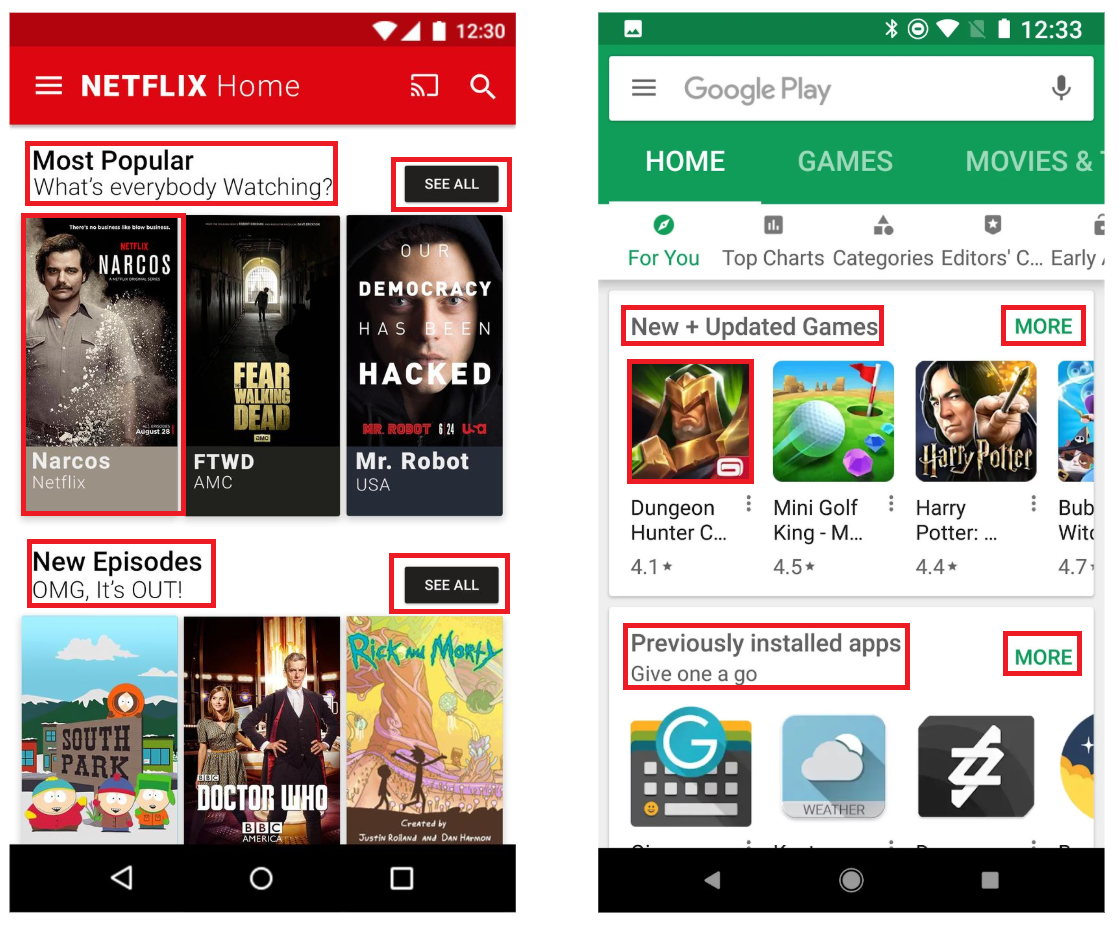 12:30
NETFLIX Home
Most Popular
What's everybody Watching?
SEE ALL
There's no business like blow business.
NETFLIX
NARCOS
A NETFLIX ORIGINAL SERIES
ALL EPISODES
August 28
Narcos
Netflix
FEAR
THE WALKING
DEAD
AMC
FTWD
AMC
OUR
DEMOCRACY
HAS BEEN
HACKED
MR. ROBOT 6|24 USA
Mr. Robot
USA
New Episodes
OMG, It's OUT!
SEE ALL
SOUTH
PARK
BBC
DOCTOR WHO
BBC
AMERICA
Rick and Morty
Created by
Justin Roiland and Dan Harmon
12:33
Google Play
HOME
GAMES
MOVIES & T
For You
Top Charts
Categories
Editors' C...
Early A
New + Updated Games
MORE
Dungeon
Hunter C...
4.1
Mini Golf
King - M...
4.5
Harry Potter
Harry
Potter: ...
4.4
Bub
Witc
4.7
Previously installed apps
Give one a go
MORE
G
WEATHER